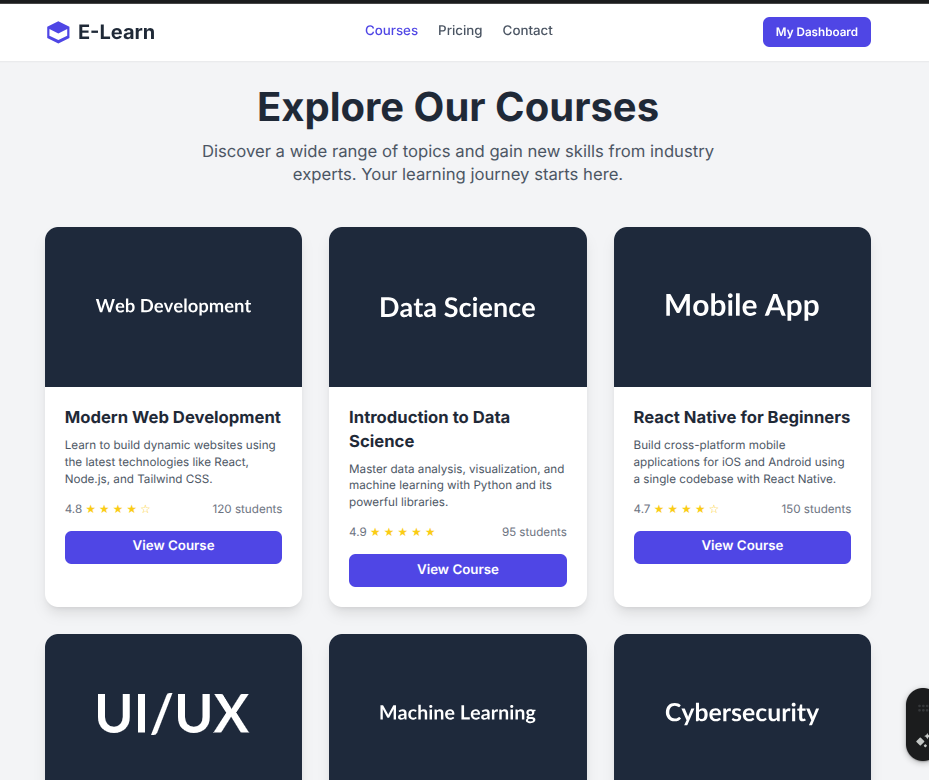 E-Learn
Courses Pricing Contact
My Dashboard
Explore Our Courses
Discover a wide range of topics and gain new skills from industry
experts. Your learning journey starts here.
Web Development
Modern Web Development
Learn to build dynamic websites using
the latest technologies like React,
Node.js, and Tailwind CSS.
4.8 ★ ★ ★ ★ ☆ 120 students
View Course
Data Science
Introduction to Data
Science
Master data analysis, visualization, and
machine learning with Python and its
powerful libraries.
4.9 ★ ★ ★ ★ ★ 95 students
View Course
Mobile App
React Native for Beginners
Build cross-platform mobile
applications for iOS and Android using
a single codebase with React Native.
4.7 ★ ★ ★ ★ ☆ 150 students
View Course
UI/UX
Machine Learning
Cybersecurity